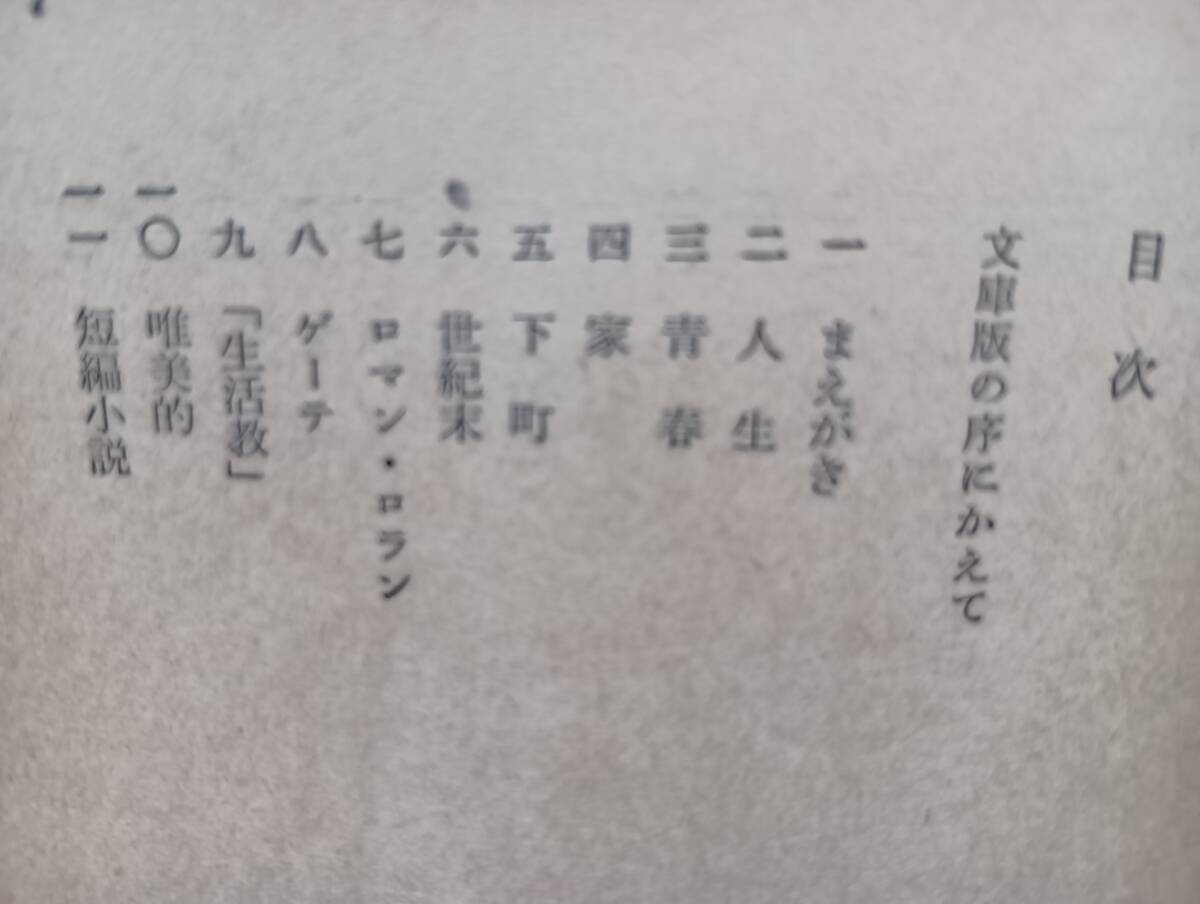 目次
文庫版の序にかえて
一 まえがき
二 人生
三 青春
四 家
五 下町
六 世紀末
七 ロマン・ロラン
八 ゲーテ
九 「生活教」
一〇 唯美的
一一 短編小説